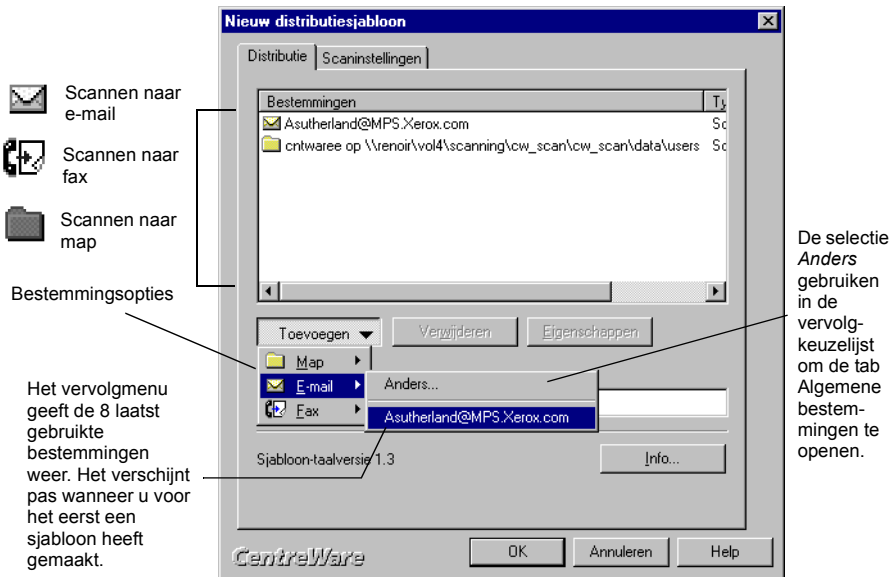 Nieuw distributiesjabloon
Distributie
Scaninstellingen
Scannen naar
e-mail
Scannen naar
fax
Scannen naar
map
Bestemmingsopties
Het vervolgmenu
geeft de 8 laatst
gebruikte
bestemmingen
weer. Het verschijnt
pas wanneer u voor
het eerst een
sjabloon heeft
gemaakt.
Bestemmingen
Ty
Asutherland@MPS.Xerox.com
Sc
cntwaree op \\renoir\vol4\scanning\cw_scan\cw_scan\data\users
Sc
Toevoegen
Verwijderen
Eigenschappen
Map
E-mail
Fax
Anders...
Asutherland@MPS.Xerox.com
Sjabloon-taalversie 1.3
Info...
CentreWare
OK
Annuleren
Help
De selectie
Anders
gebruiken
in de
vervolg-
keuzelijst
om de tab
Algemene
bestem-
mingen te
openen.